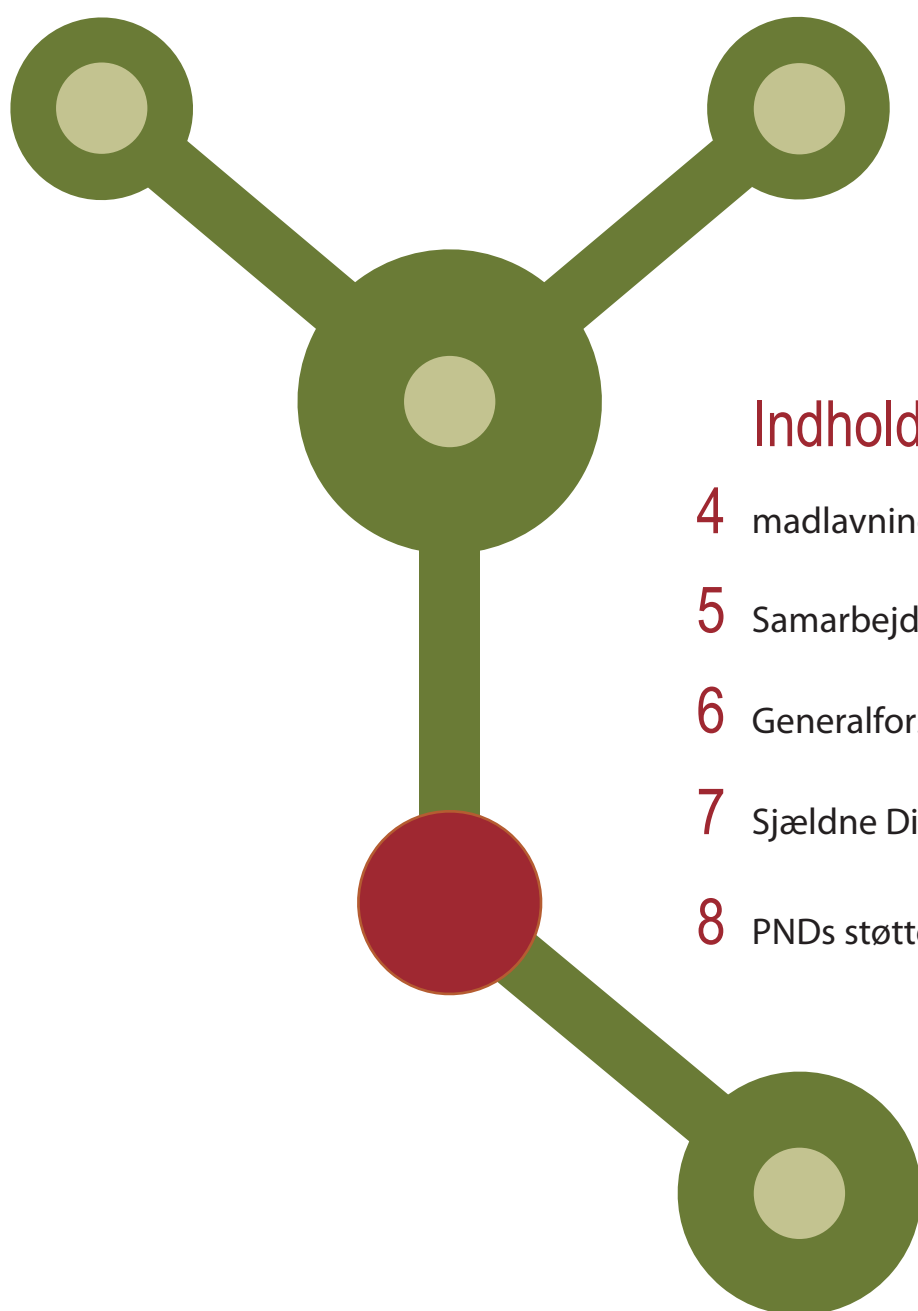 Indhold
4 madlavnin
5 Samarbejd
6 Generalfor
7 Sjældne Di
8 PNDs støtt